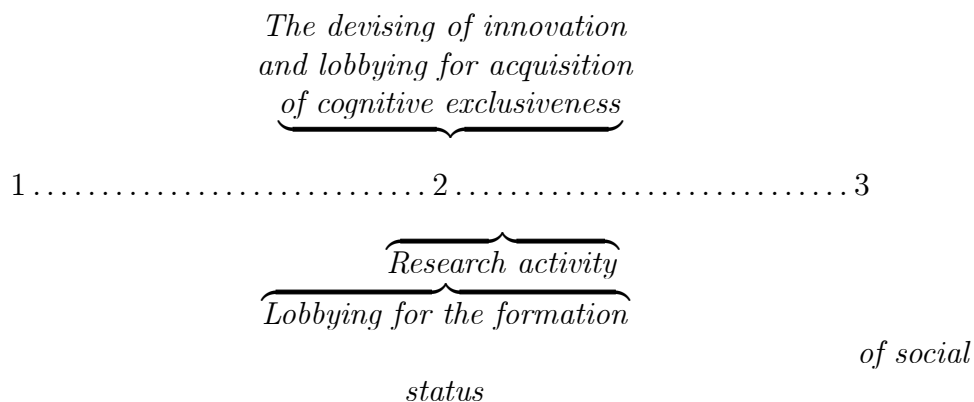 The devising of innovation
and lobbying for acquisition
of cognitive exclusiveness
1 ............................. 2 ............................. 3
Research activity
Lobbying for the formation
of social
status